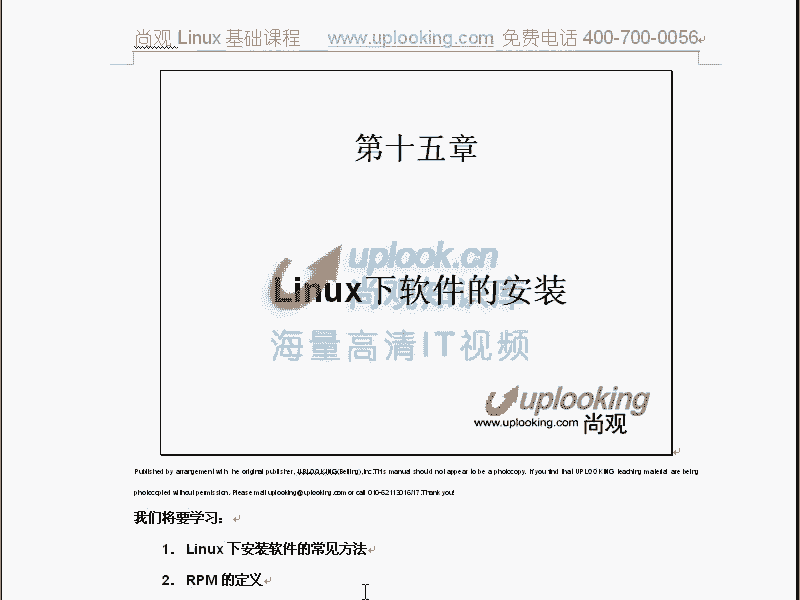 尚观 Linux 基础课程 www.uplooking.com 免费电话 400-700-0056
第十五章
uplook.cn
Linux下软件的安装
海量高清IT视频
uplooking
www.uplooking.com 尚观
Published by arrangement with the original publisher, UPLOOKING(Beijing),inc.This manual should not appear to be a photocopy. If you find that UPLOOKING teaching material are being
photocopied without permission. Please mail uplooking@uplooking.com or call 010-62113016/17.Thank you!
我们将要学习：
1. Linux 下安装软件的常见方法
2. RPM 的定义